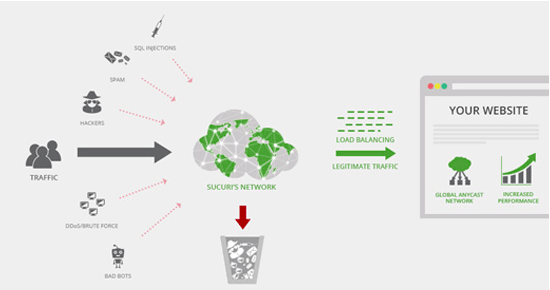 SQL INJECTIONS
SPAM
HACKERS
TRAFFIC
DDoS/BRUTE FORCE
BAD BOTS
SUCURI'S NETWORK
LOAD BALANCING
LEGITIMATE TRAFFIC
YOUR WEBSITE
GLOBAL ANYCAST
NETWORK
INCREASED
PERFORMANCE